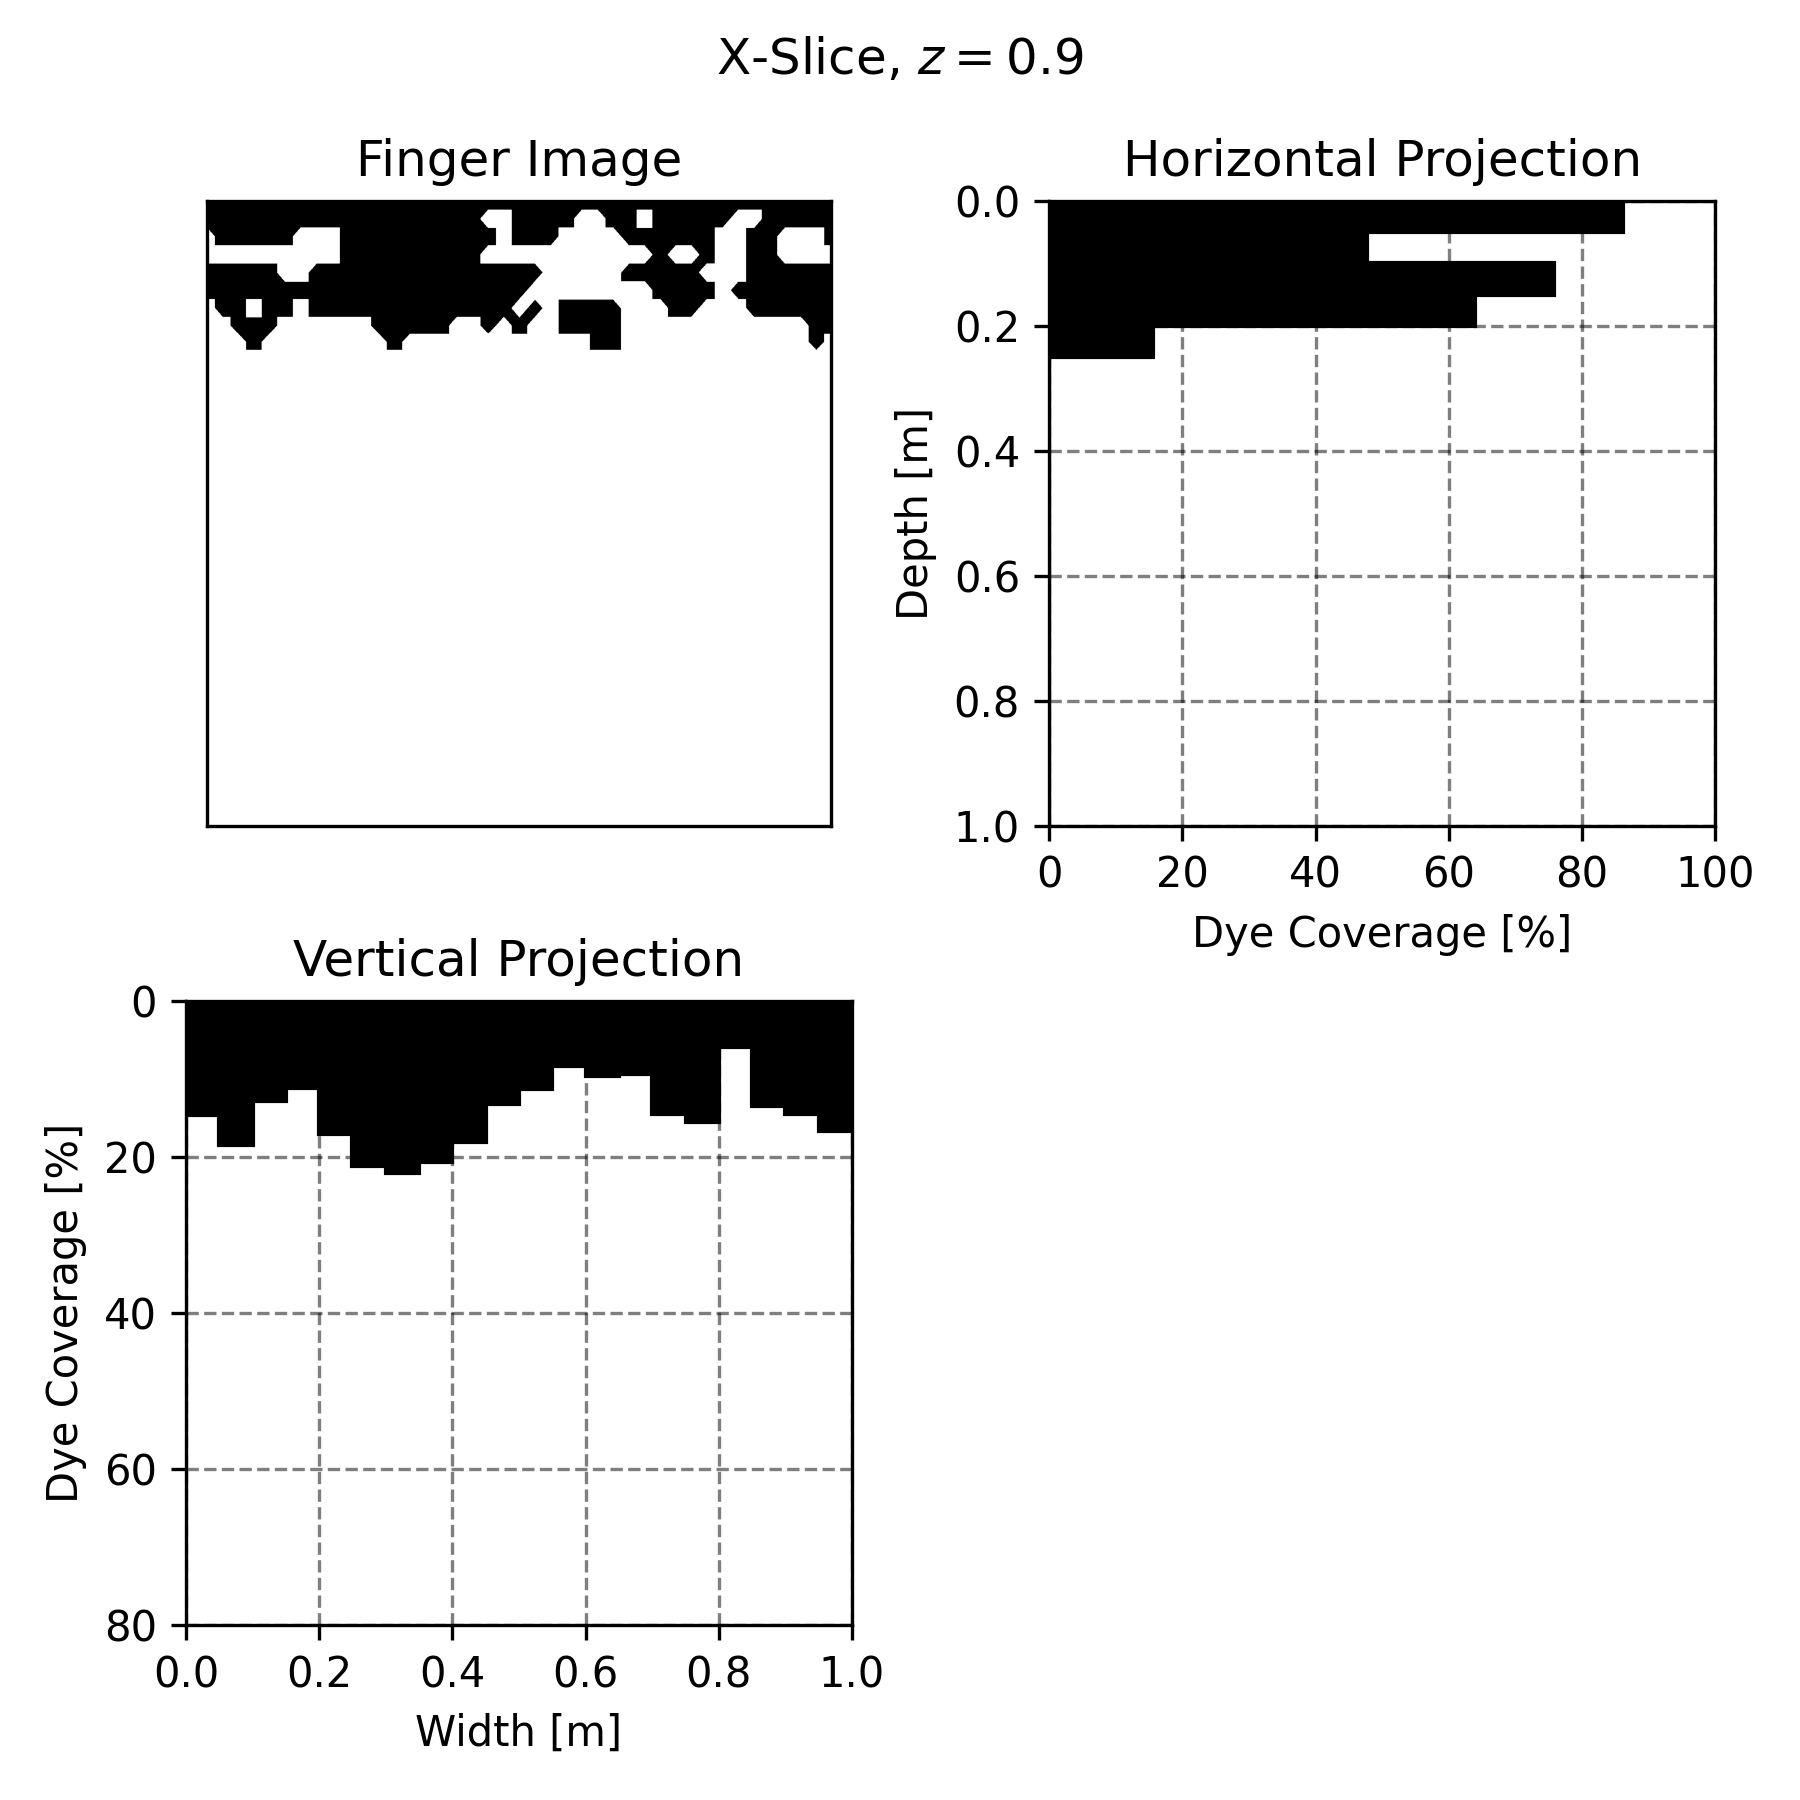 X-Slice, z = 0.9
Finger Image
Horizontal Projection
0.0
0.2
0.4
0.6
0.8
1.0
Depth [m]
0 20 40 60 80 100
Dye Coverage [%]
Vertical Projection
0
20
40
60
80
Dye Coverage [%]
0.0 0.2 0.4 0.6 0.8 1.0
Width [m]